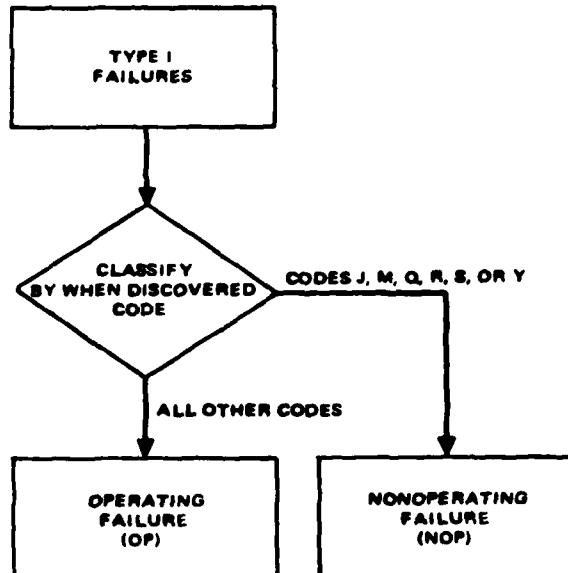 TYPE I
FAILURES
CLASSIFY
BY WHEN DISCOVERED
CODE
CODES J, M, Q, R, S, OR Y
ALL OTHER CODES
OPERATING
FAILURE
(OP)
NONOPERATING
FAILURE
(NOP)